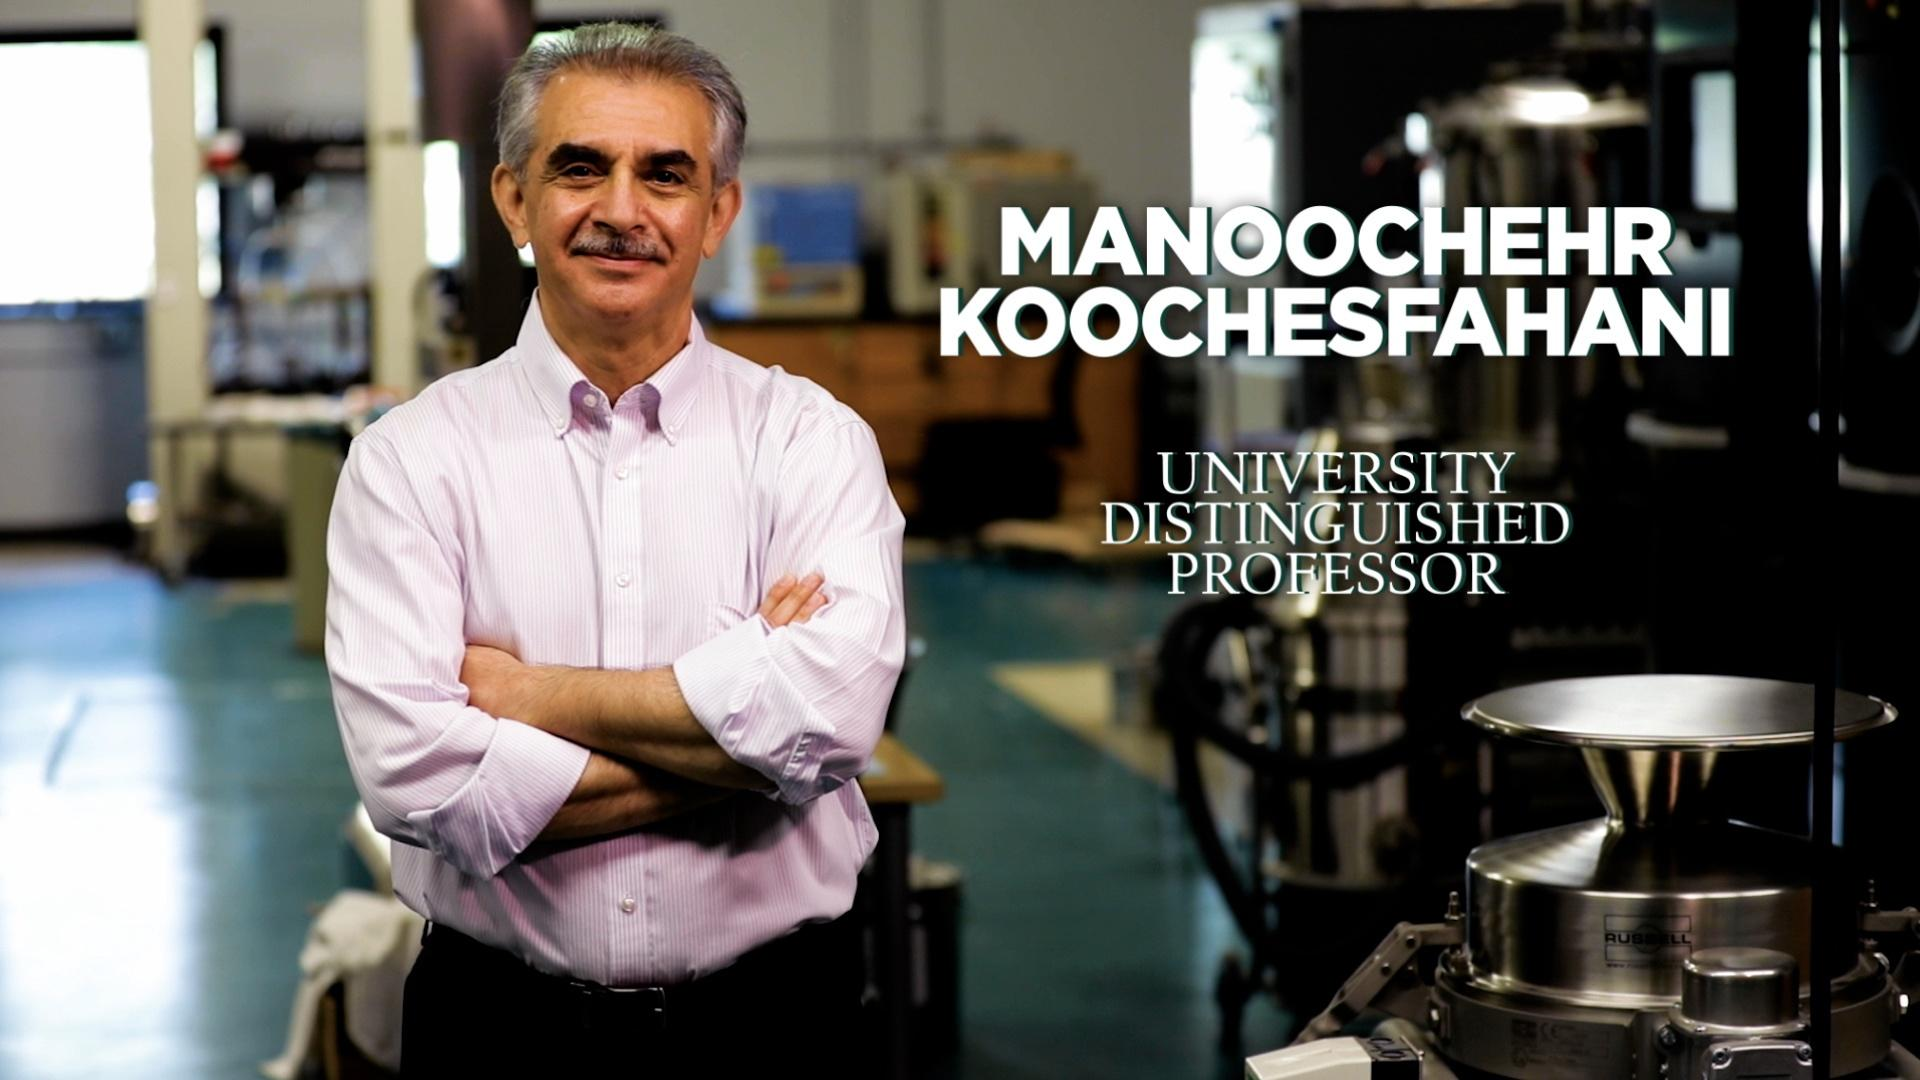 MANOOCHEHR
KOOCHESFAHANI
UNIVERSITY
DISTINGUISHED
PROFESSOR
RUSSELL